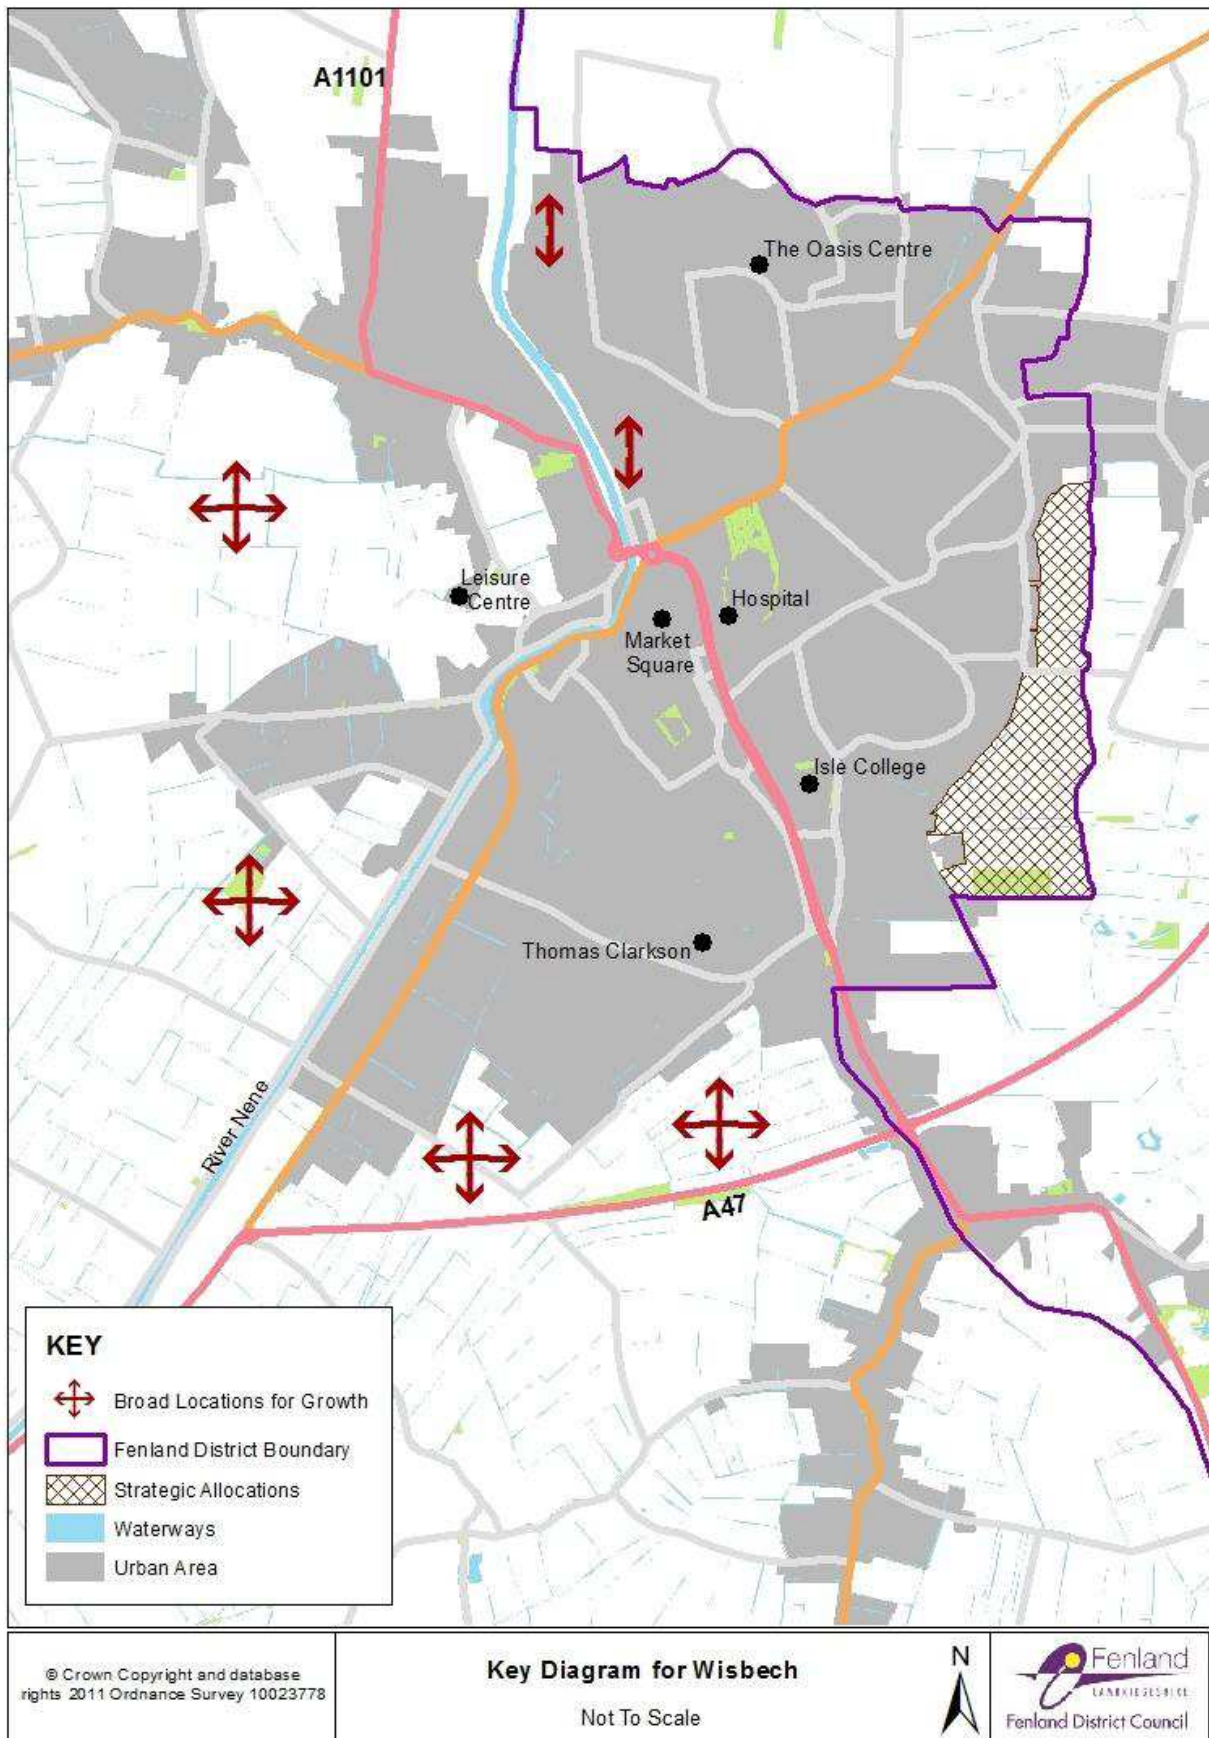 A1101
The Oasis Centre
Leisure
Centre
Hospital
Market
Square
Isle College
Thomas Clarkson
River Nene
A47
KEY
Broad Locations for Growth
Fenland District Boundary
Strategic Allocations
Waterways
Urban Area
© Crown Copyright and database
rights 2011 Ordnance Survey 10023778
Key Diagram for Wisbech
Not To Scale
N
Fenland
CAMBRIDGESHIRE
Fenland District Council